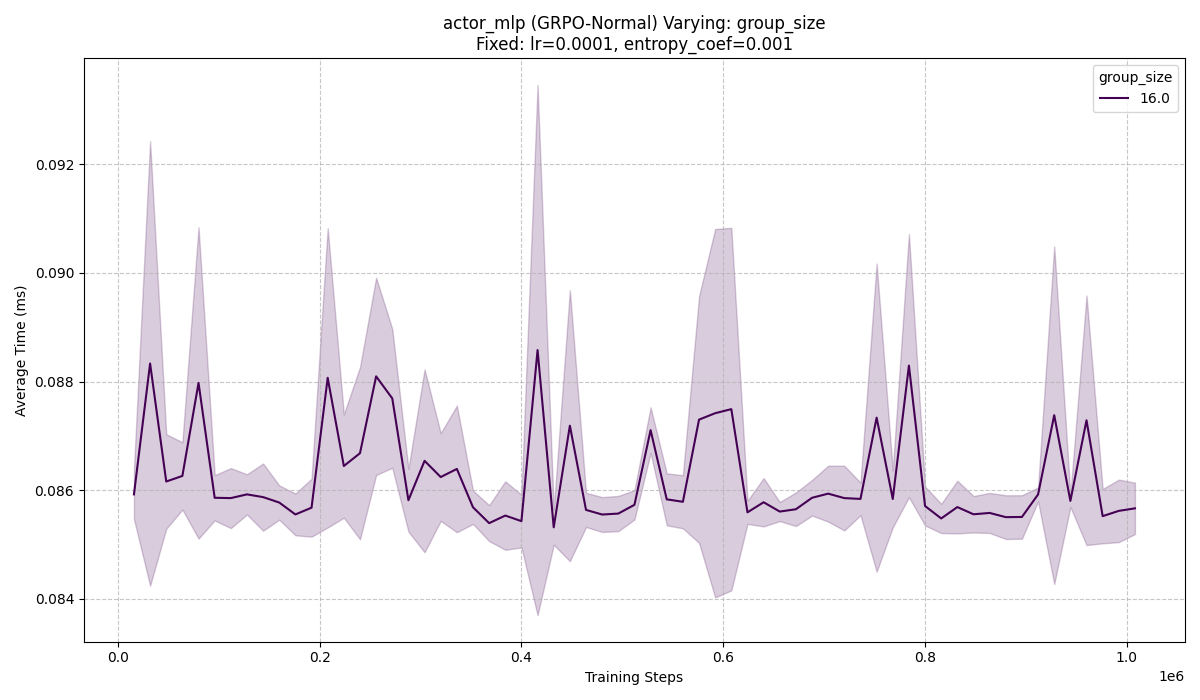 actor_mlp (GRPO-Normal) Varying: group_size
Fixed: lr=0.0001, entropy_coef=0.001
group_size
16.0
Average Time (ms)
0.092
0.090
0.088
0.086
0.084
0.0
0.2
0.4
0.6
0.8
1.0
1e6
Training Steps